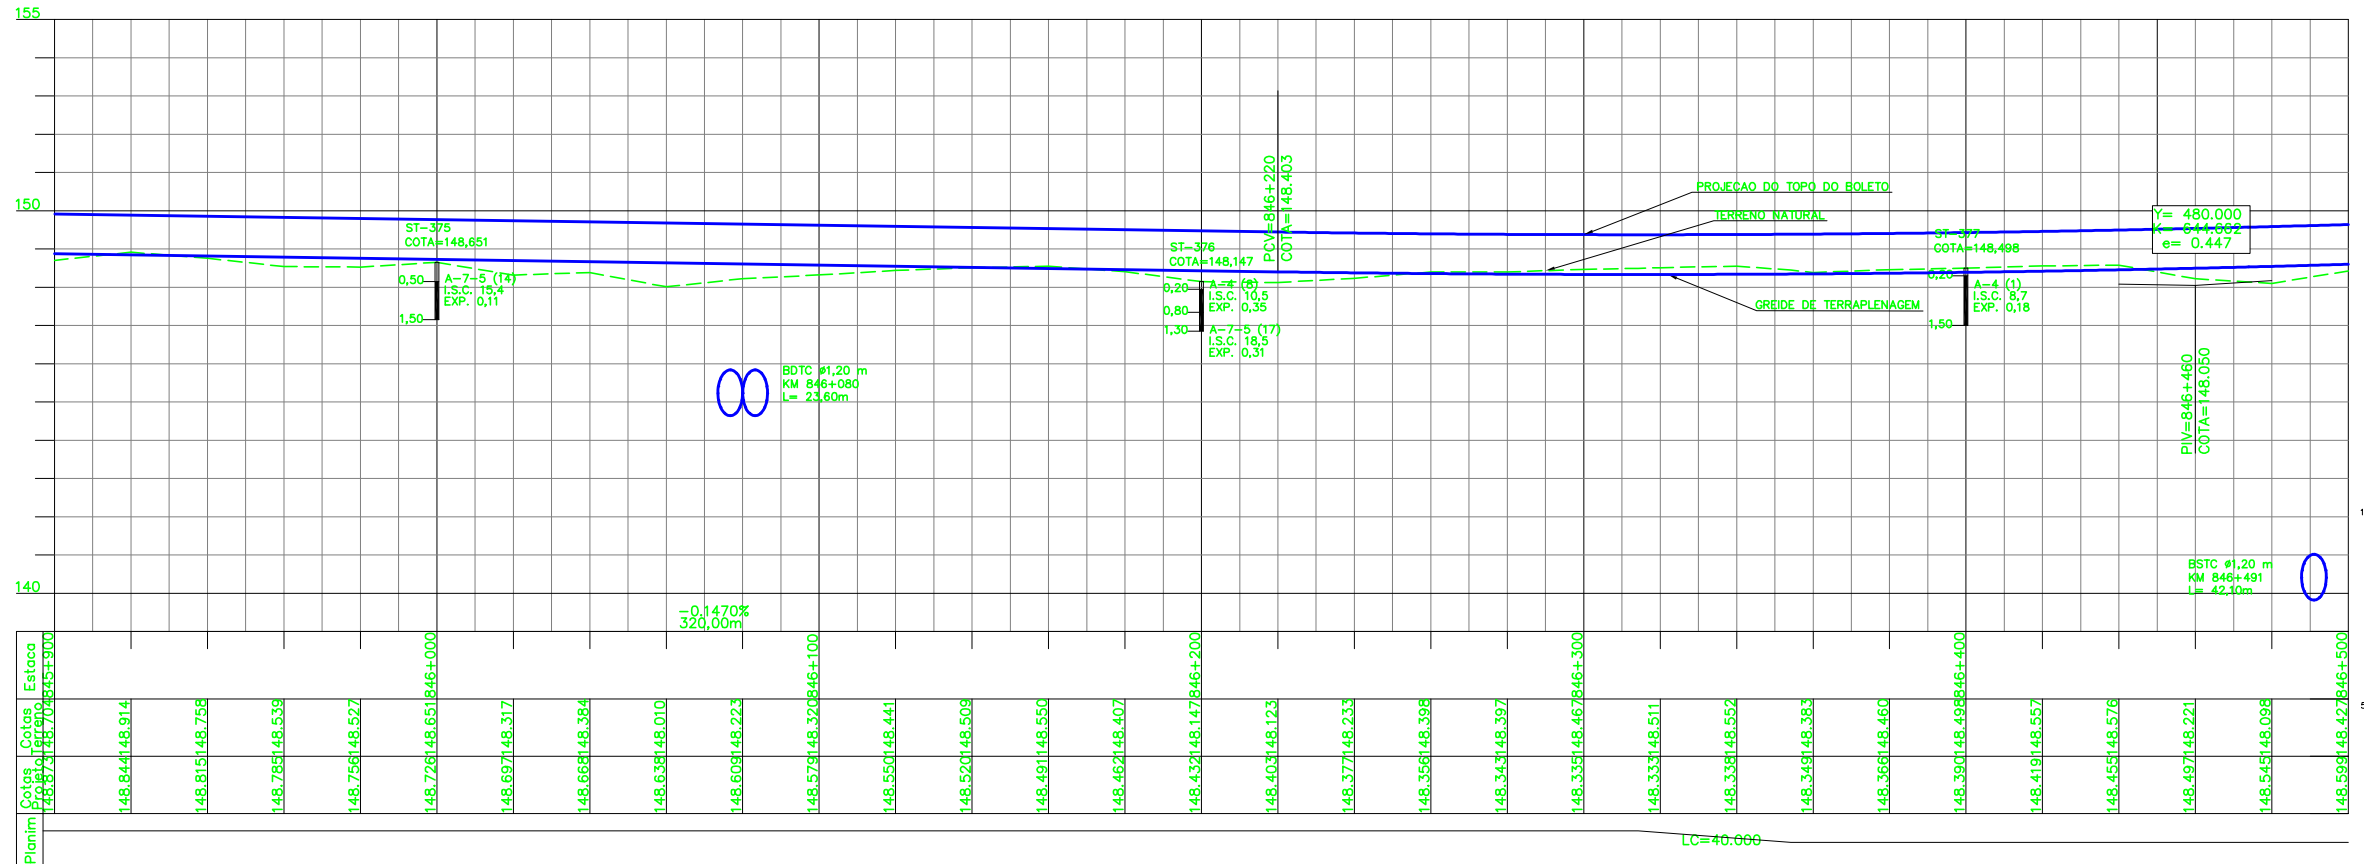 155
150
140
ST-375
COTA=148,651
0,50
1,50
A-7-5 (14)
I.S.C. 15,4
EXP. 0,11
BDTC ø1,20 m
KM 846+080
L= 23,60m
-0.1470%
320,00m
ST-376
COTA=148,147
0,20
0,80
1,30
A-4 (8)
I.S.C. 10,5
EXP. 0,35
A-7-5 (17)
I.S.C. 18,5
EXP. 0,31
PCV=846+220
COTA=148.403
PROJECAO DO TOPO DO BOLETO
TERRENO NATURAL
GREIDE DE TERRAPLENAGEM
ST-377
COTA=148,498
0,20
1,50
A-4 (1)
I.S.C. 8,7
EXP. 0,18
Y= 480.000
K= 644.662
e= 0.447
PIV=846+460
COTA=148.050
BSTC ø1,20 m
KM 846+491
L= 42,10m
Estaca
845+900
846+000
846+100
846+200
846+300
846+400
846+500
Cotas
Terreno
148.704
148.914
148.758
148.539
148.527
148.651
148.317
148.384
148.010
148.223
148.320
148.441
148.509
148.550
148.407
148.147
148.123
148.233
148.398
148.397
148.467
148.511
148.552
148.383
148.460
148.498
148.557
148.576
148.221
148.098
148.427
Cotas
Projeto
148.873
148.844
148.815
148.785
148.756
148.726
148.697
148.668
148.638
148.609
148.579
148.550
148.520
148.491
148.462
148.432
148.403
148.377
148.356
148.343
148.335
148.333
148.338
148.349
148.366
148.390
148.419
148.455
148.497
148.545
148.599
Planim
LC=40.000